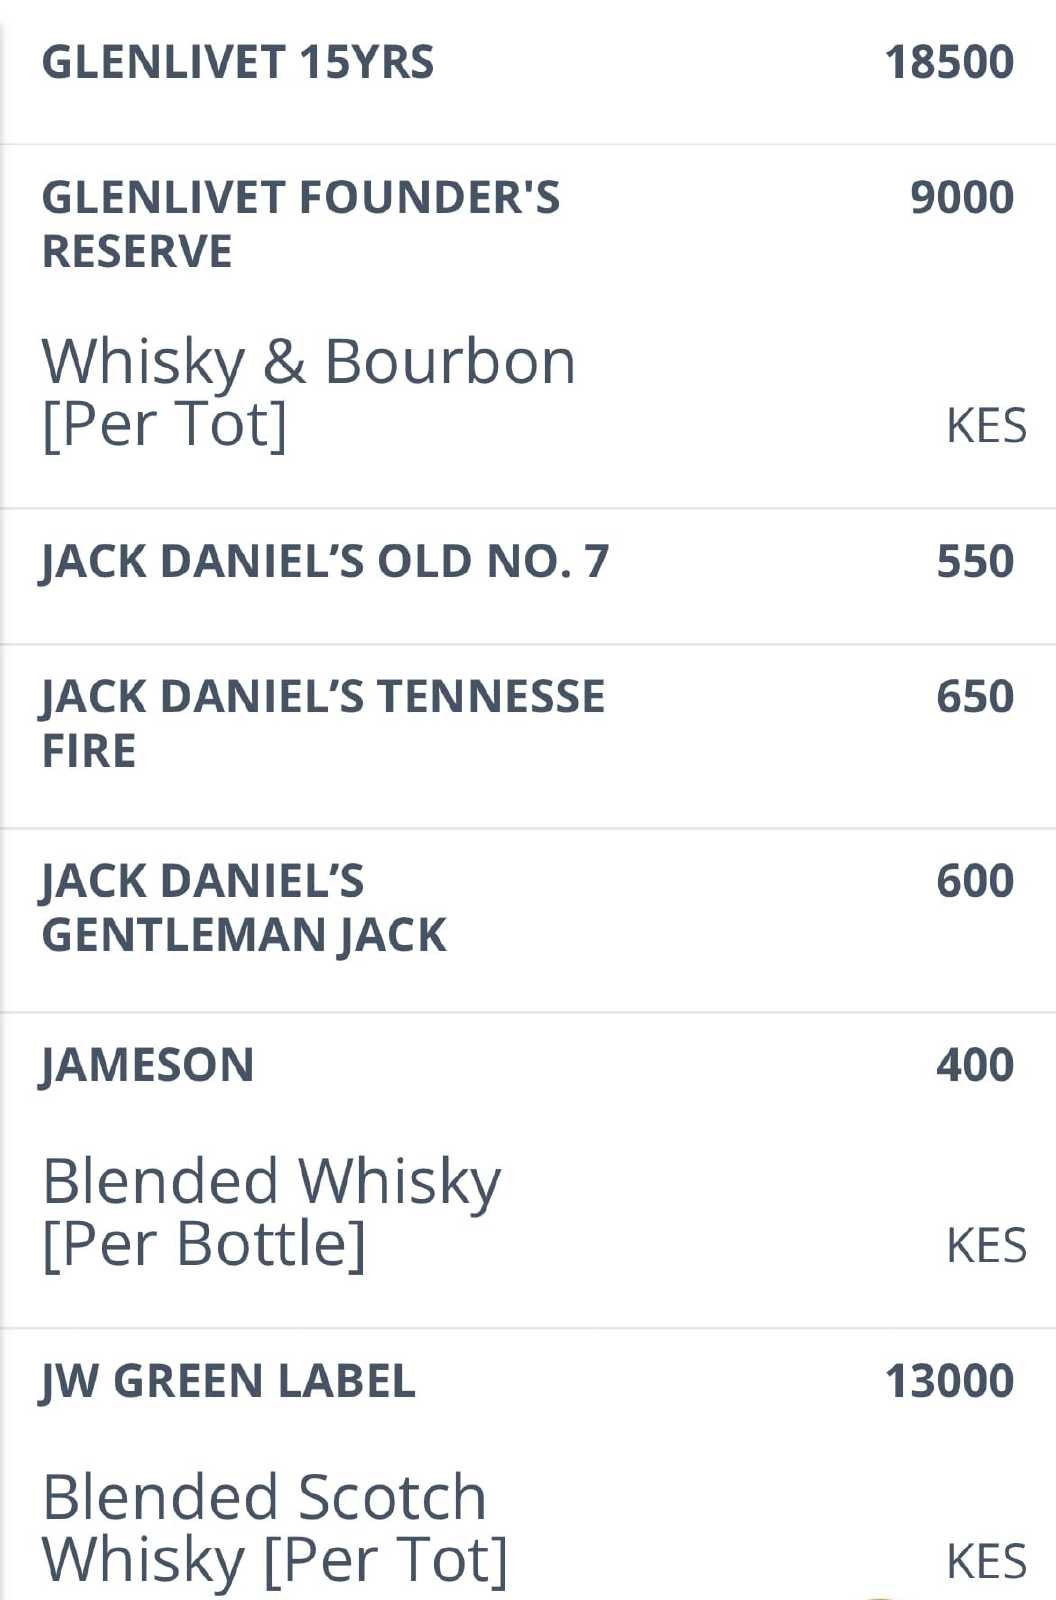 GLENLIVET 15YRS 18500
GLENLIVET FOUNDER'S 9000
RESERVE
Whisky & Bourbon
[Per Tot] KES
JACK DANIEL’S OLD NO. 7 550
JACK DANIEL’S TENNESSE 650
FIRE
JACK DANIEL’S 600
GENTLEMAN JACK
JAMESON 400
Blended Whisky
[Per Bottle] KES
JW GREEN LABEL 13000
Blended Scotch
Whisky [Per Tot] KES